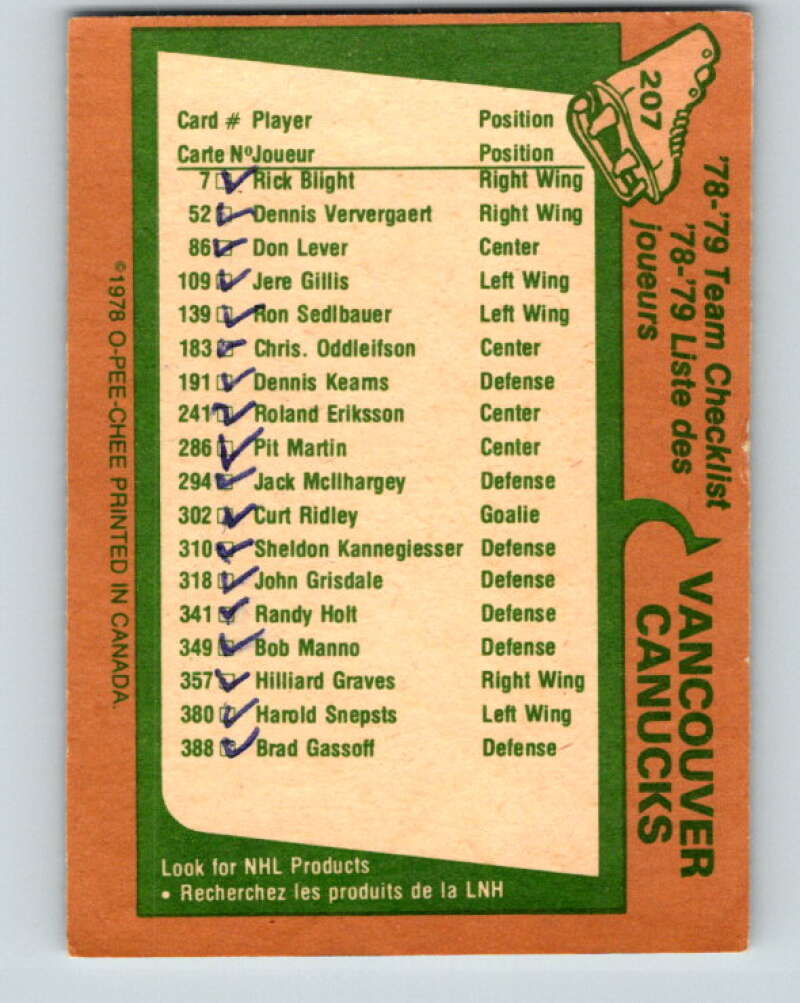 Card # Player Position
Carte Nº Joueur Position
7 Rick Blight Right Wing
52 Dennis Ververgaert Right Wing
86 Don Lever Center
109 Jere Gillis Left Wing
139 Ron Sedlbauer Left Wing
183 Chris. Oddleifson Center
191 Dennis Kearns Defense
241 Roland Eriksson Center
286 Pit Martin Center
294 Jack McIlhargey Defense
302 Curt Ridley Goalie
310 Sheldon Kannegiesser Defense
318 John Grisdale Defense
341 Randy Holt Defense
349 Bob Manno Defense
357 Hilliard Graves Right Wing
380 Harold Snepsts Left Wing
388 Brad Gassoff Defense
Look for NHL Products
• Recherchez les produits de la LNH
207
'78-'79 Team Checklist
'78-'79 Liste des
joueurs
VANCOUVER
CANUCKS
©1978 O-PEE-CHEE PRINTED IN CANADA